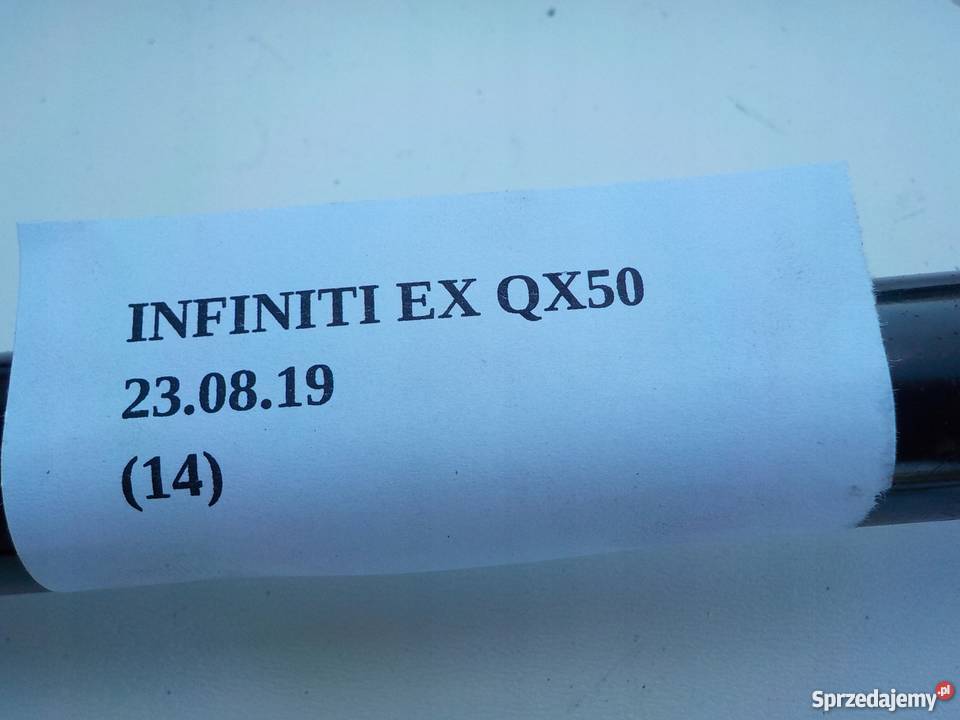 INFINITI EX QX50
23.08.19
(14)
Sprzedajemy.pl